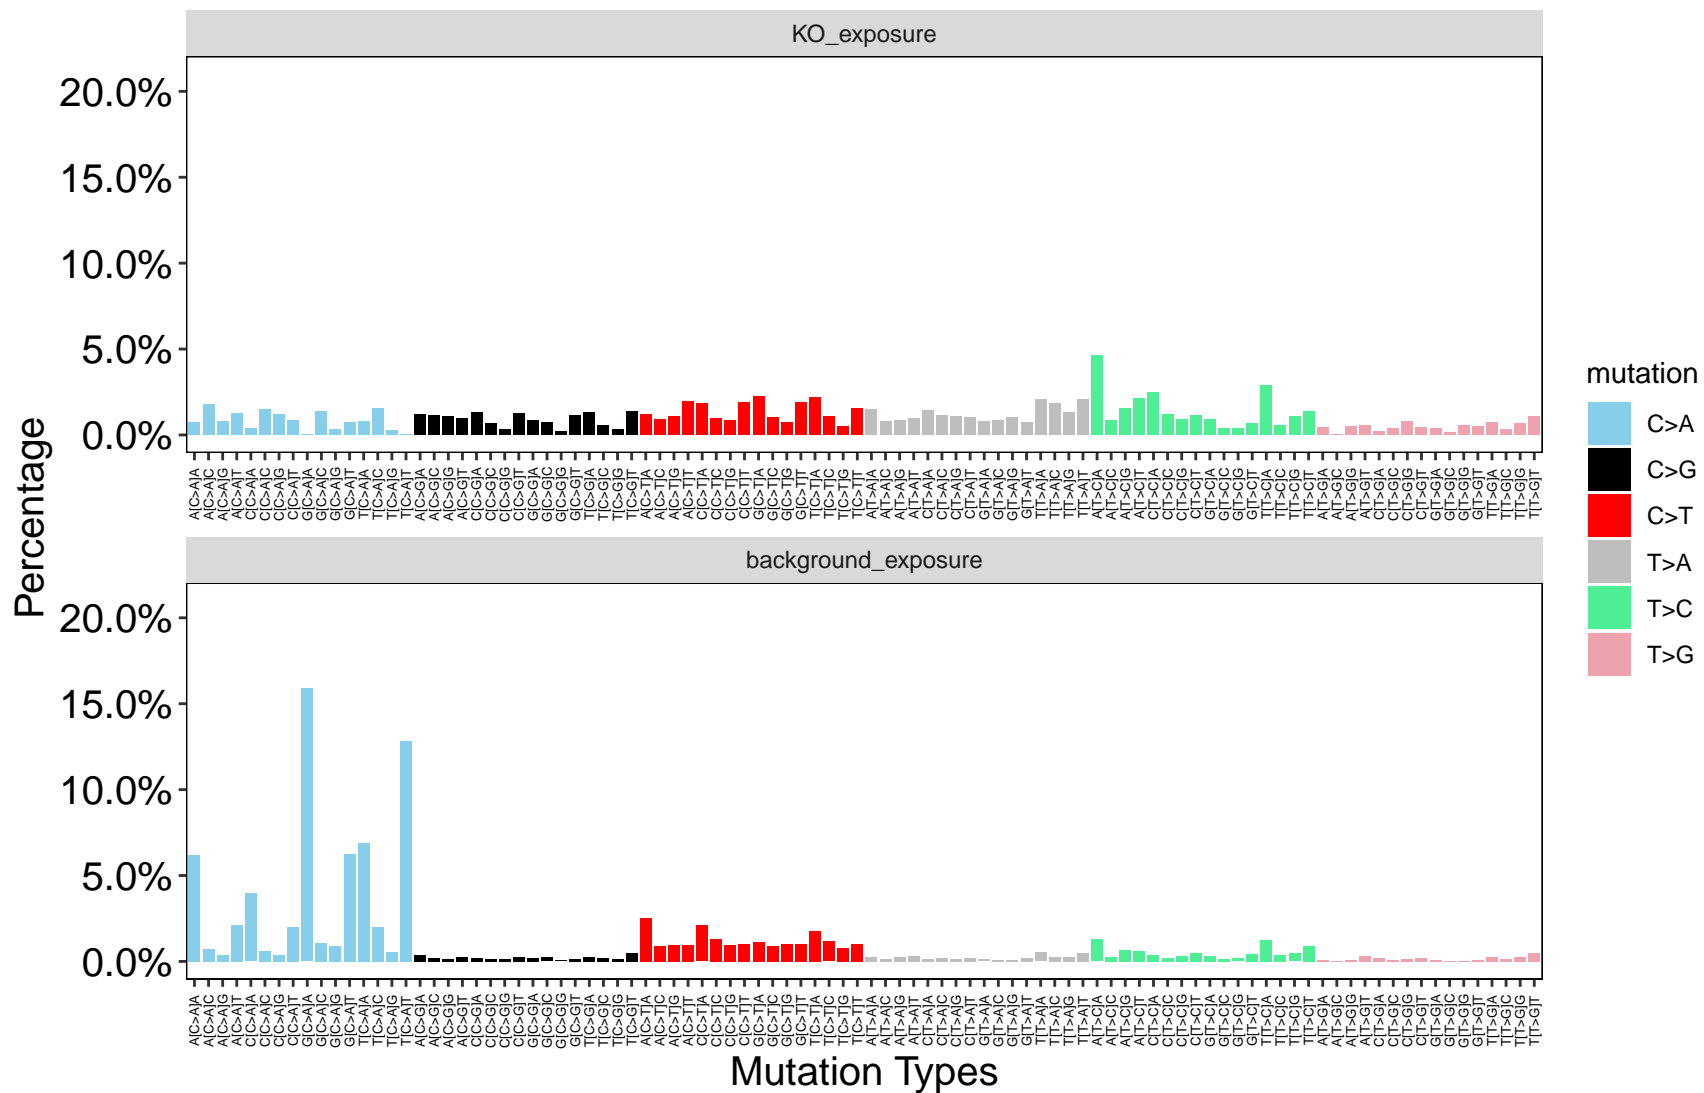 KO_exposure
20.0%
15.0%
10.0%
5.0%
0.0%
A[C>A]A A[C>A]C A[C>A]G A[C>A]T C[C>A]A C[C>A]C C[C>A]G C[C>A]T G[C>A]A G[C>A]C G[C>A]G G[C>A]T T[C>A]A T[C>A]C T[C>A]G T[C>A]T A[C>G]A A[C>G]C A[C>G]G A[C>G]T C[C>G]A C[C>G]C C[C>G]G C[C>G]T G[C>G]A G[C>G]C G[C>G]G G[C>G]T T[C>G]A T[C>G]C T[C>G]G T[C>G]T A[C>T]A A[C>T]C A[C>T]G A[C>T]T C[C>T]A C[C>T]C C[C>T]G C[C>T]T G[C>T]A G[C>T]C G[C>T]G G[C>T]T T[C>T]A T[C>T]C T[C>T]G T[C>T]T A[T>A]A A[T>A]C A[T>A]G A[T>A]T C[T>A]A C[T>A]C C[T>A]G C[T>A]T G[T>A]A G[T>A]C G[T>A]G G[T>A]T T[T>A]A T[T>A]C T[T>A]G T[T>A]T A[T>C]A A[T>C]C A[T>C]G A[T>C]T C[T>C]A C[T>C]C C[T>C]G C[T>C]T G[T>C]A G[T>C]C G[T>C]G G[T>C]T T[T>C]A T[T>C]C T[T>C]G T[T>C]T A[T>G]A A[T>G]C A[T>G]G A[T>G]T C[T>G]A C[T>G]C C[T>G]G C[T>G]T G[T>G]A G[T>G]C G[T>G]G G[T>G]T T[T>G]A T[T>G]C T[T>G]G T[T>G]T
Percentage
background_exposure
20.0%
15.0%
10.0%
5.0%
0.0%
A[C>A]A A[C>A]C A[C>A]G A[C>A]T C[C>A]A C[C>A]C C[C>A]G C[C>A]T G[C>A]A G[C>A]C G[C>A]G G[C>A]T T[C>A]A T[C>A]C T[C>A]G T[C>A]T A[C>G]A A[C>G]C A[C>G]G A[C>G]T C[C>G]A C[C>G]C C[C>G]G C[C>G]T G[C>G]A G[C>G]C G[C>G]G G[C>G]T T[C>G]A T[C>G]C T[C>G]G T[C>G]T A[C>T]A A[C>T]C A[C>T]G A[C>T]T C[C>T]A C[C>T]C C[C>T]G C[C>T]T G[C>T]A G[C>T]C G[C>T]G G[C>T]T T[C>T]A T[C>T]C T[C>T]G T[C>T]T A[T>A]A A[T>A]C A[T>A]G A[T>A]T C[T>A]A C[T>A]C C[T>A]G C[T>A]T G[T>A]A G[T>A]C G[T>A]G G[T>A]T T[T>A]A T[T>A]C T[T>A]G T[T>A]T A[T>C]A A[T>C]C A[T>C]G A[T>C]T C[T>C]A C[T>C]C C[T>C]G C[T>C]T G[T>C]A G[T>C]C G[T>C]G G[T>C]T T[T>C]A T[T>C]C T[T>C]G T[T>C]T A[T>G]A A[T>G]C A[T>G]G A[T>G]T C[T>G]A C[T>G]C C[T>G]G C[T>G]T G[T>G]A G[T>G]C G[T>G]G G[T>G]T T[T>G]A T[T>G]C T[T>G]G T[T>G]T
Mutation Types
mutation
C>A
C>G
C>T
T>A
T>C
T>G